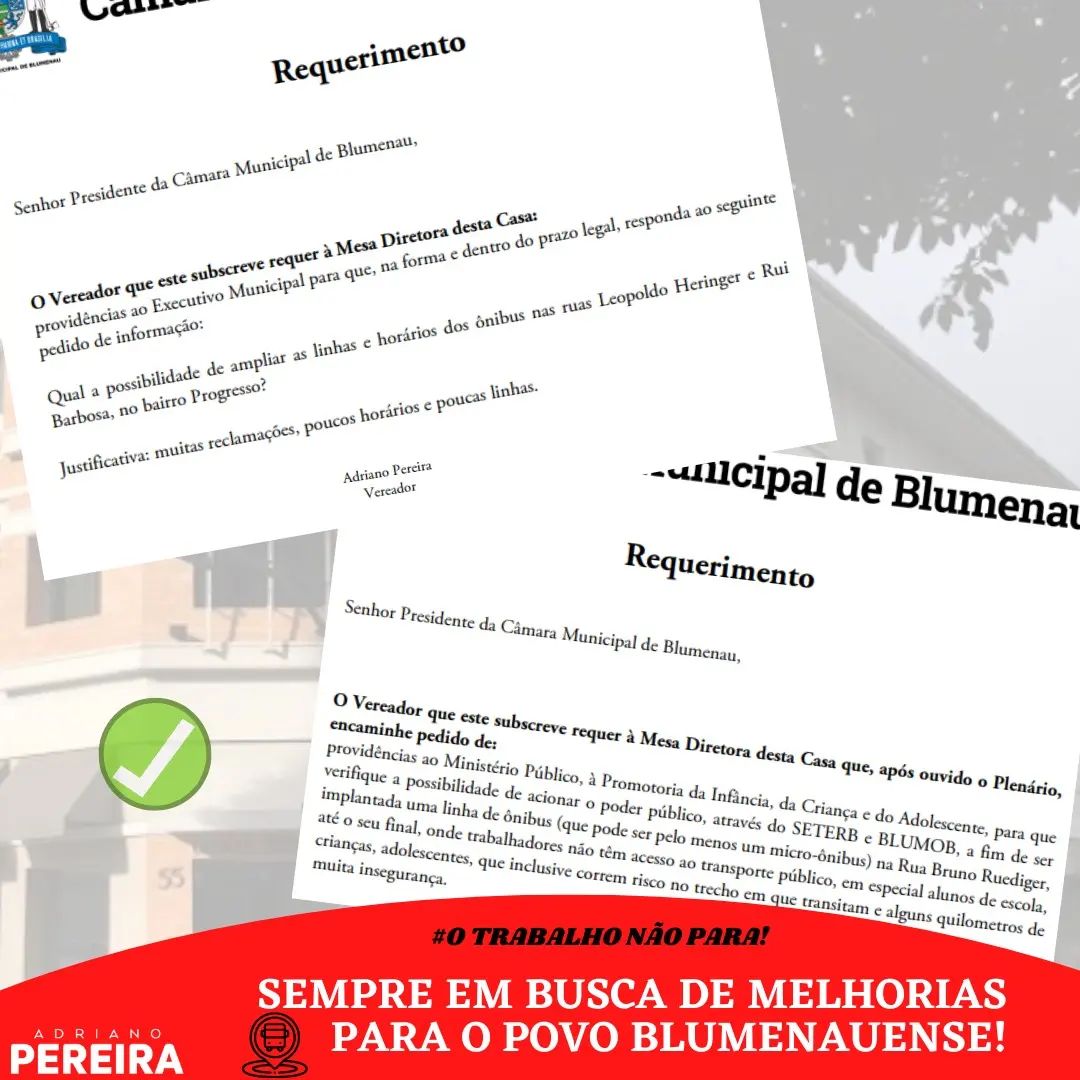 Requerimento
Senhor Presidente da Câmara Municipal de Blumenau,
O Vereador que este subscreve requer à Mesa Diretora desta Casa:
providências ao Executivo Municipal para que, na forma e dentro do prazo legal, responda ao seguinte
pedido de informação:
Qual a possibilidade de ampliar as linhas e horários dos ônibus nas ruas Leopoldo Heringer e Rui
Barbosa, no bairro Progresso?
Justificativa: muitas reclamações, poucos horários e poucas linhas.
Adriano Pereira
Vereador
de Blumenau
Requerimento
Senhor Presidente da Câmara Municipal de Blumenau,
O Vereador que este subscreve requer à Mesa Diretora desta Casa que, após ouvido o Plenário,
encaminhe pedido de:
providências ao Ministério Público, à Promotoria da Infância, da Criança e do Adolescente, para que
verifique a possibilidade de acionar o poder público, através do SETERB e BLUMOB, a fim de ser
implantada uma linha de ônibus (que pode ser pelo menos um micro-ônibus) na Rua Bruno Ruediger,
até o seu final, onde trabalhadores não têm acesso ao transporte público, em especial alunos de escola,
crianças, adolescentes, que inclusive correm risco no trecho em que transitam e alguns quilometros de
muita insegurança.
55
#O TRABALHO NÃO PARA!
SEMPRE EM BUSCA DE MELHORIAS
PARA O POVO BLUMENAUENSE!
ADRIANO
PEREIRA